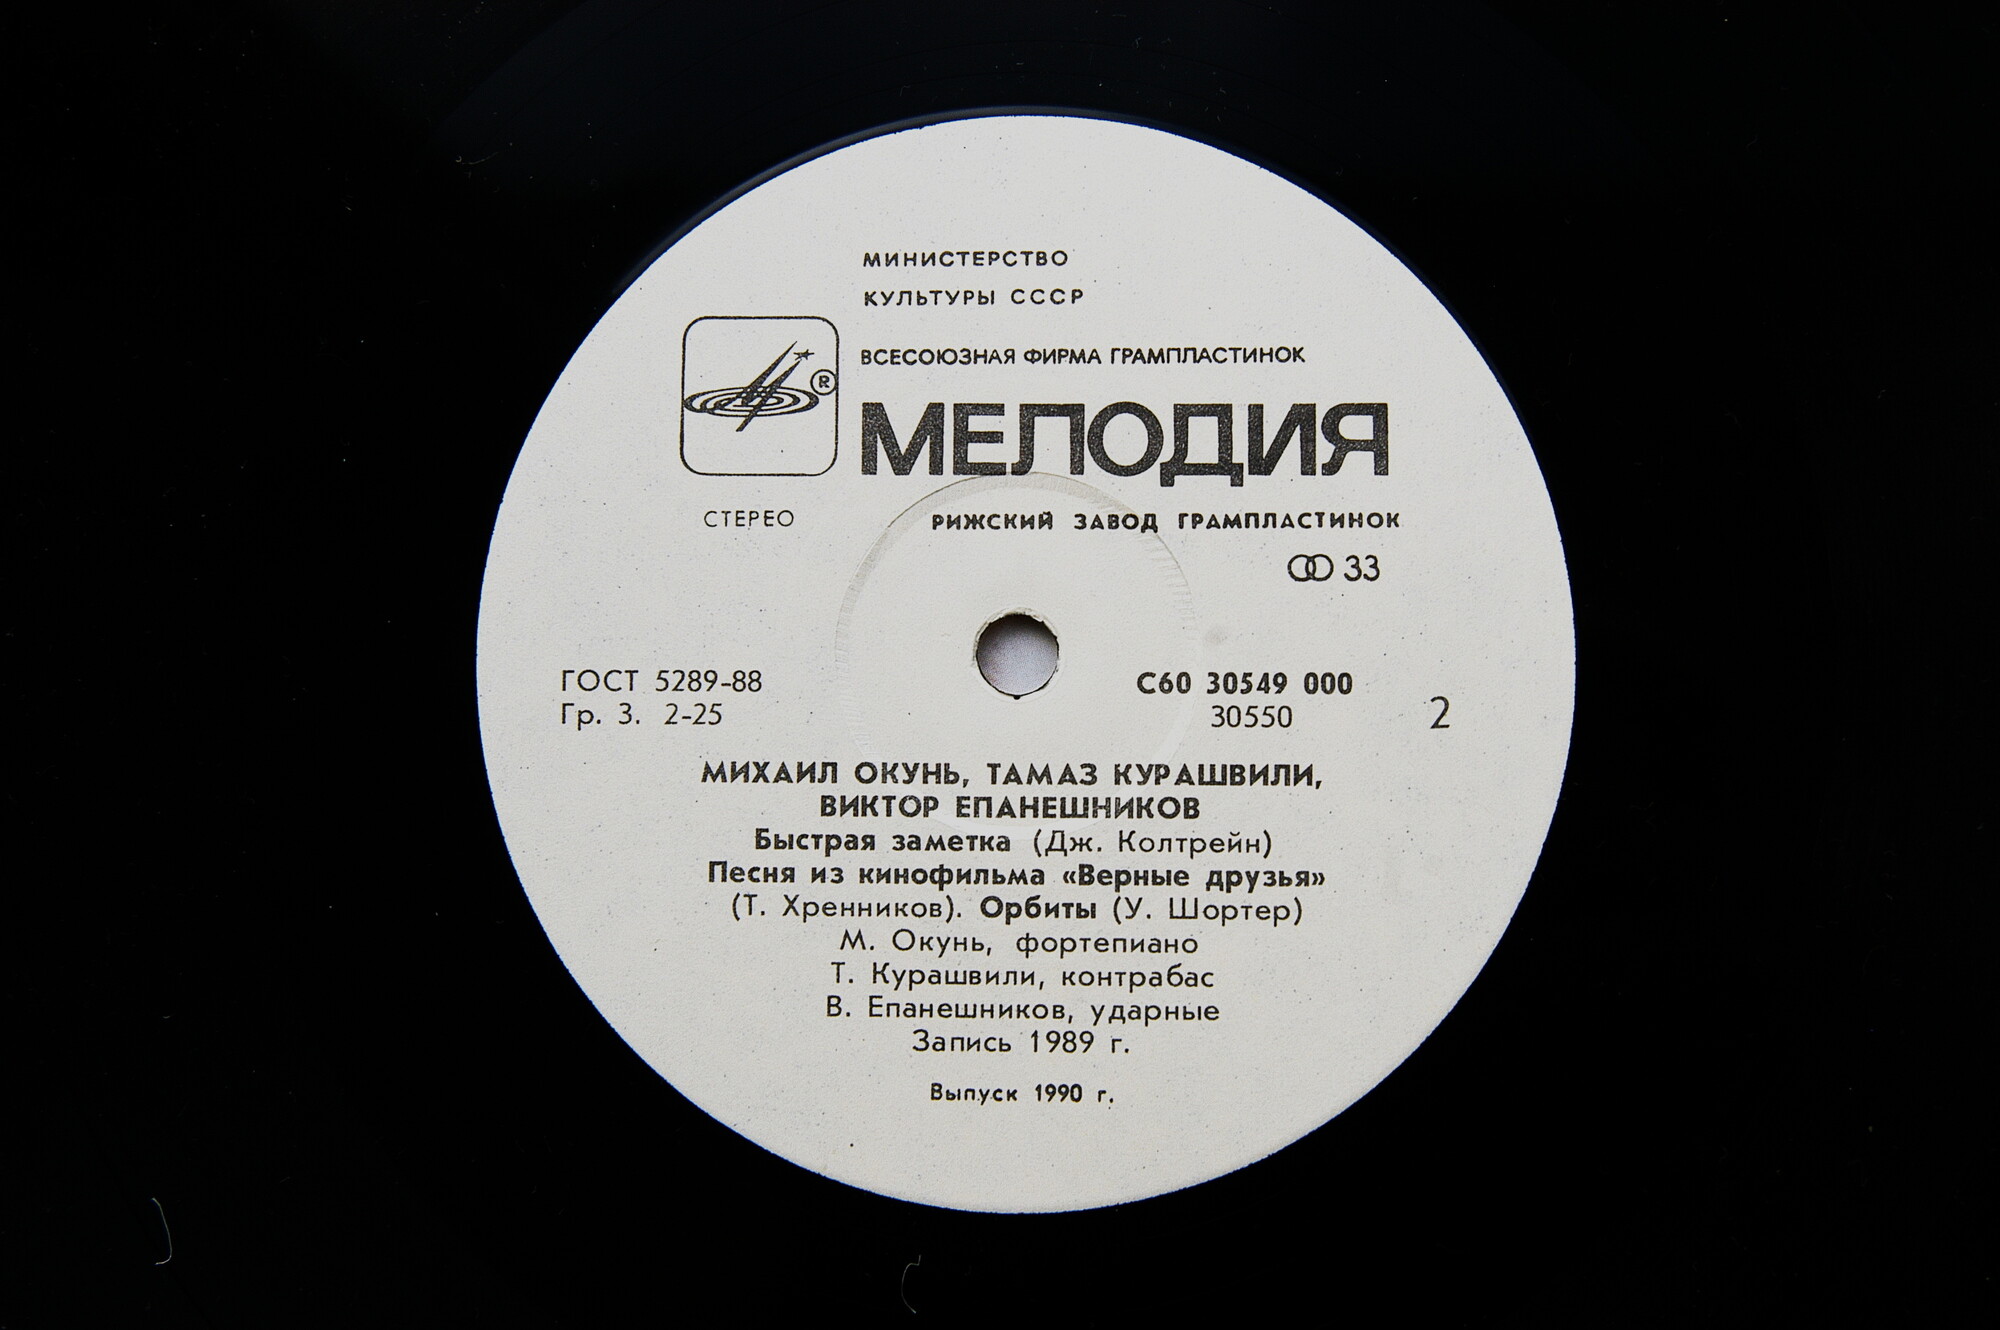 МИНИСТЕРСТВО
КУЛЬТУРЫ СССР
ВСЕСОЮЗНАЯ ФИРМА ГРАМПЛАСТИНОК
®
МЕЛОДИЯ
СТЕРЕО
РИЖСКИЙ ЗАВОД ГРАМПЛАСТИНОК
33
ГОСТ 5289-88
Гр. 3. 2-25
С60 30549 000
30550
2
МИХАИЛ ОКУНЬ, ТАМАЗ КУРАШВИЛИ,
ВИКТОР ЕПАНЕШНИКОВ
Быстрая заметка (Дж. Колтрейн)
Песня из кинофильма «Верные друзья»
(Т. Хренников). Орбиты (У. Шортер)
М. Окунь, фортепиано
Т. Курашвили, контрабас
В. Епанешников, ударные
Запись 1989 г.
Выпуск 1990 г.